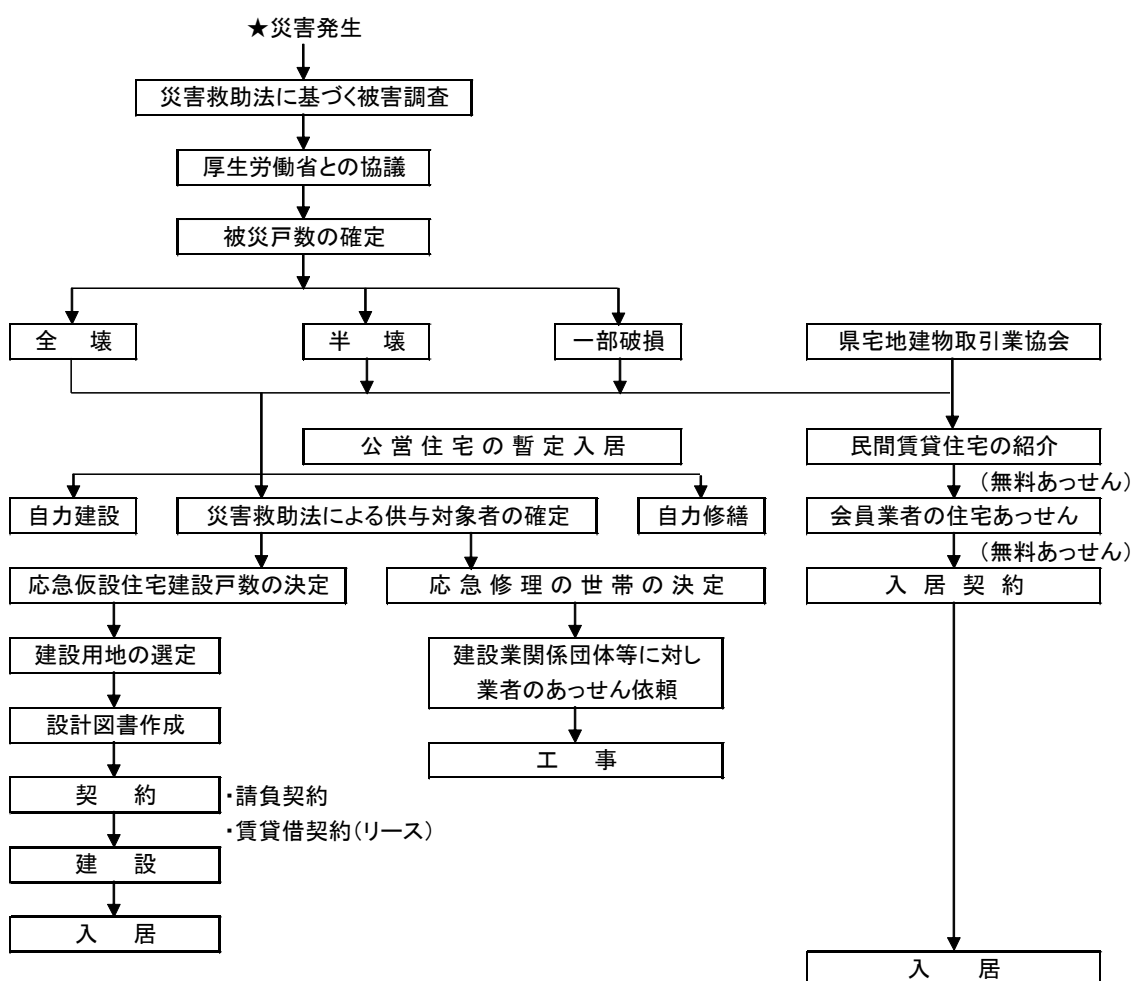 ★災害発生
災害救助法に基づく被害調査
厚生労働省との協議
被災戸数の確定
全　壊
半　壊
一部破損
県宅地建物取引業協会
公営住宅の暫定入居
民間賃貸住宅の紹介
（無料あっせん）
自力建設
災害救助法による供与対象者の確定
自力修繕
会員業者の住宅あっせん
（無料あっせん）
応急仮設住宅建設戸数の決定
応急修理の世帯の決定
入居契約
建設用地の選定
建設業関係団体等に対し
業者のあっせん依頼
設計図書作成
工　事
契　約
・請負契約
・賃貸借契約（リース）
建　設
入　居
入　居